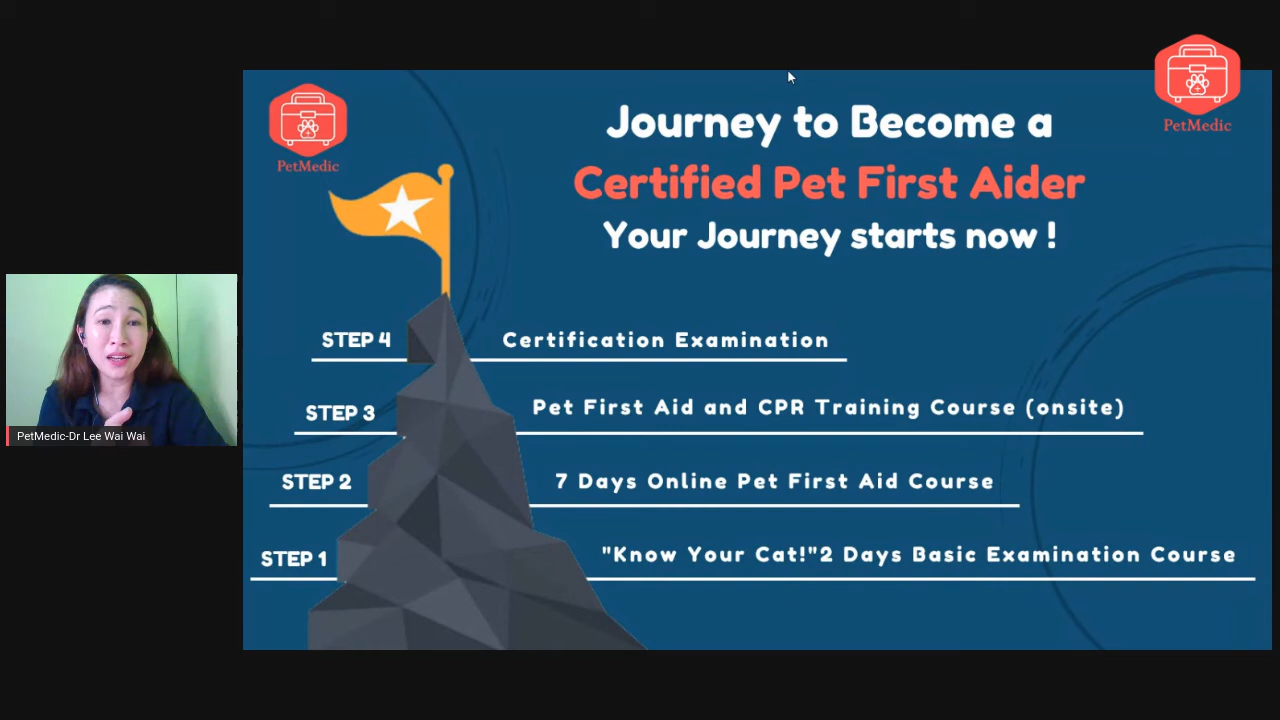 PetMedic
PetMedic
Journey to Become a
Certified Pet First Aider
Your Journey starts now !
STEP 4
Certification Examination
STEP 3
Pet First Aid and CPR Training Course (onsite)
STEP 2
7 Days Online Pet First Aid Course
STEP 1
"Know Your Cat!"2 Days Basic Examination Course
PetMedic-Dr Lee Wai Wai